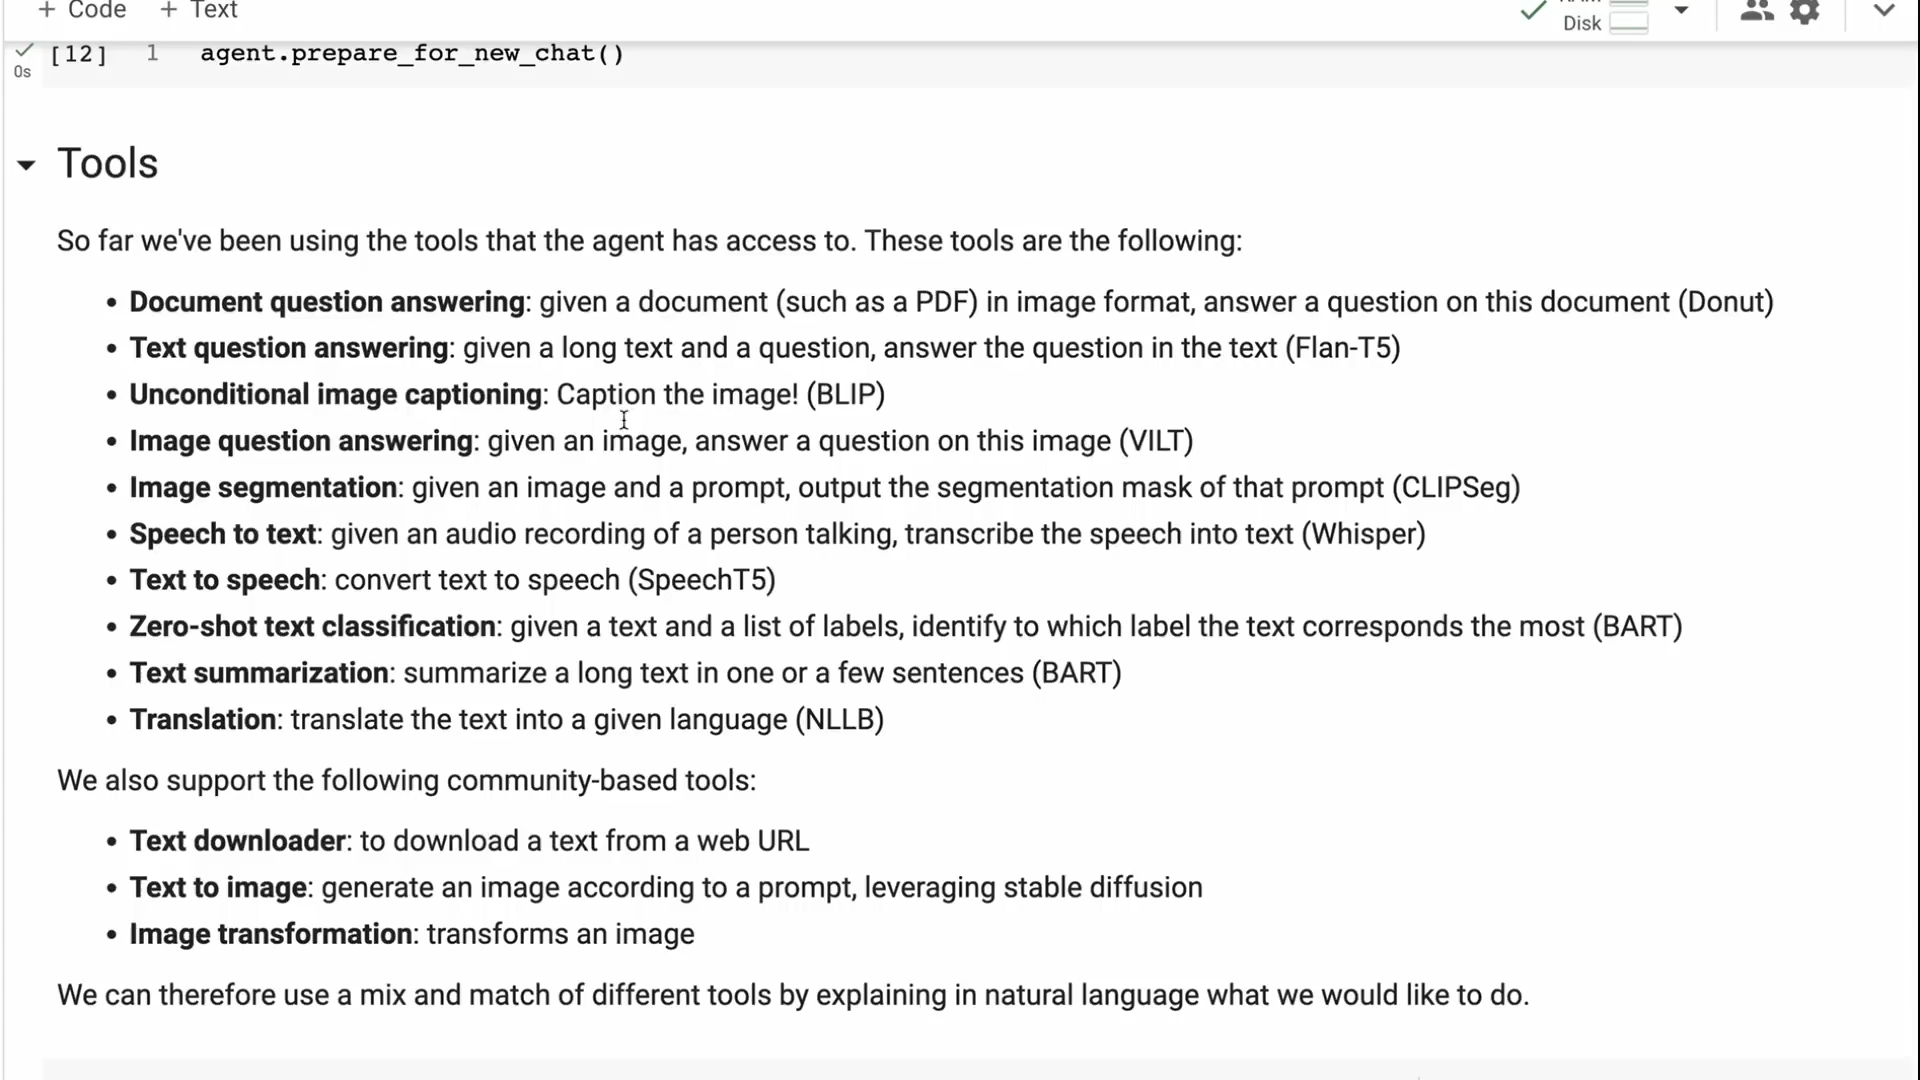 + Code + Text
Disk
[12] 1 agent.prepare_for_new_chat()
0s
Tools
So far we've been using the tools that the agent has access to. These tools are the following:
• Document question answering: given a document (such as a PDF) in image format, answer a question on this document (Donut)
• Text question answering: given a long text and a question, answer the question in the text (Flan-T5)
• Unconditional image captioning: Caption the image! (BLIP)
• Image question answering: given an image, answer a question on this image (VILT)
• Image segmentation: given an image and a prompt, output the segmentation mask of that prompt (CLIPSeg)
• Speech to text: given an audio recording of a person talking, transcribe the speech into text (Whisper)
• Text to speech: convert text to speech (SpeechT5)
• Zero-shot text classification: given a text and a list of labels, identify to which label the text corresponds the most (BART)
• Text summarization: summarize a long text in one or a few sentences (BART)
• Translation: translate the text into a given language (NLLB)
We also support the following community-based tools:
• Text downloader: to download a text from a web URL
• Text to image: generate an image according to a prompt, leveraging stable diffusion
• Image transformation: transforms an image
We can therefore use a mix and match of different tools by explaining in natural language what we would like to do.